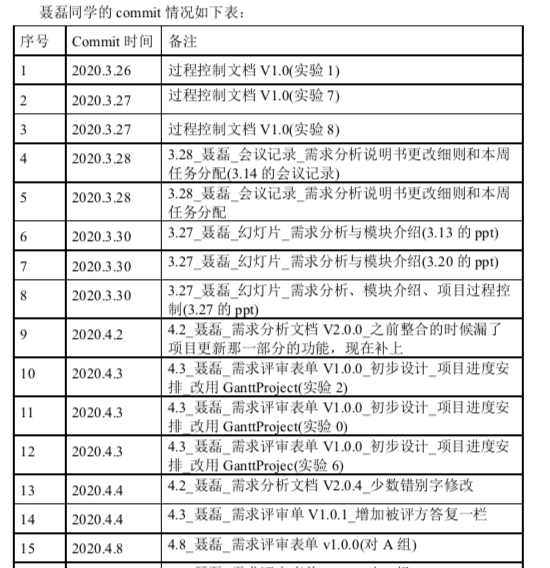 聂磊同学的 commit 情况如下表：
序号 Commit 时间 备注
1 2020.3.26 过程控制文档 V1.0(实验 1)
2 2020.3.27 过程控制文档 V1.0(实验 7)
3 2020.3.27 过程控制文档 V1.0(实验 8)
4 2020.3.28 3.28_聂磊_会议记录_需求分析说明书更改细则和本周
任务分配(3.14 的会议记录)
5 2020.3.28 3.28_聂磊_会议记录_需求分析说明书更改细则和本周
任务分配
6 2020.3.30 3.27_聂磊_幻灯片_需求分析与模块介绍(3.13 的 ppt)
7 2020.3.30 3.27_聂磊_幻灯片_需求分析与模块介绍(3.20 的 ppt)
8 2020.3.30 3.27_聂磊_幻灯片_需求分析、模块介绍、项目过程控
制(3.27 的 ppt)
9 2020.4.2 4.2_聂磊_需求分析文档 V2.0.0_之前整合的时候漏了
项目更新那一部分的功能，现在补上
10 2020.4.3 4.3_聂磊_需求评审表单 V1.0.0_初步设计_项目进度安
排_改用 GanttProject(实验 2)
11 2020.4.3 4.3_聂磊_需求评审表单 V1.0.0_初步设计_项目进度安
排_改用 GanttProject(实验 0)
12 2020.4.3 4.3_聂磊_需求评审表单 V1.0.0_初步设计_项目进度安
排_改用 GanttProjec(实验 6)
13 2020.4.4 4.2_聂磊_需求分析文档 V2.0.4_少数错别字修改
14 2020.4.4 4.3_聂磊_需求评审单 V1.0.1_增加被评方答复一栏
15 2020.4.8 4.8_聂磊_需求评审表单 v1.0.0(对 A 组)